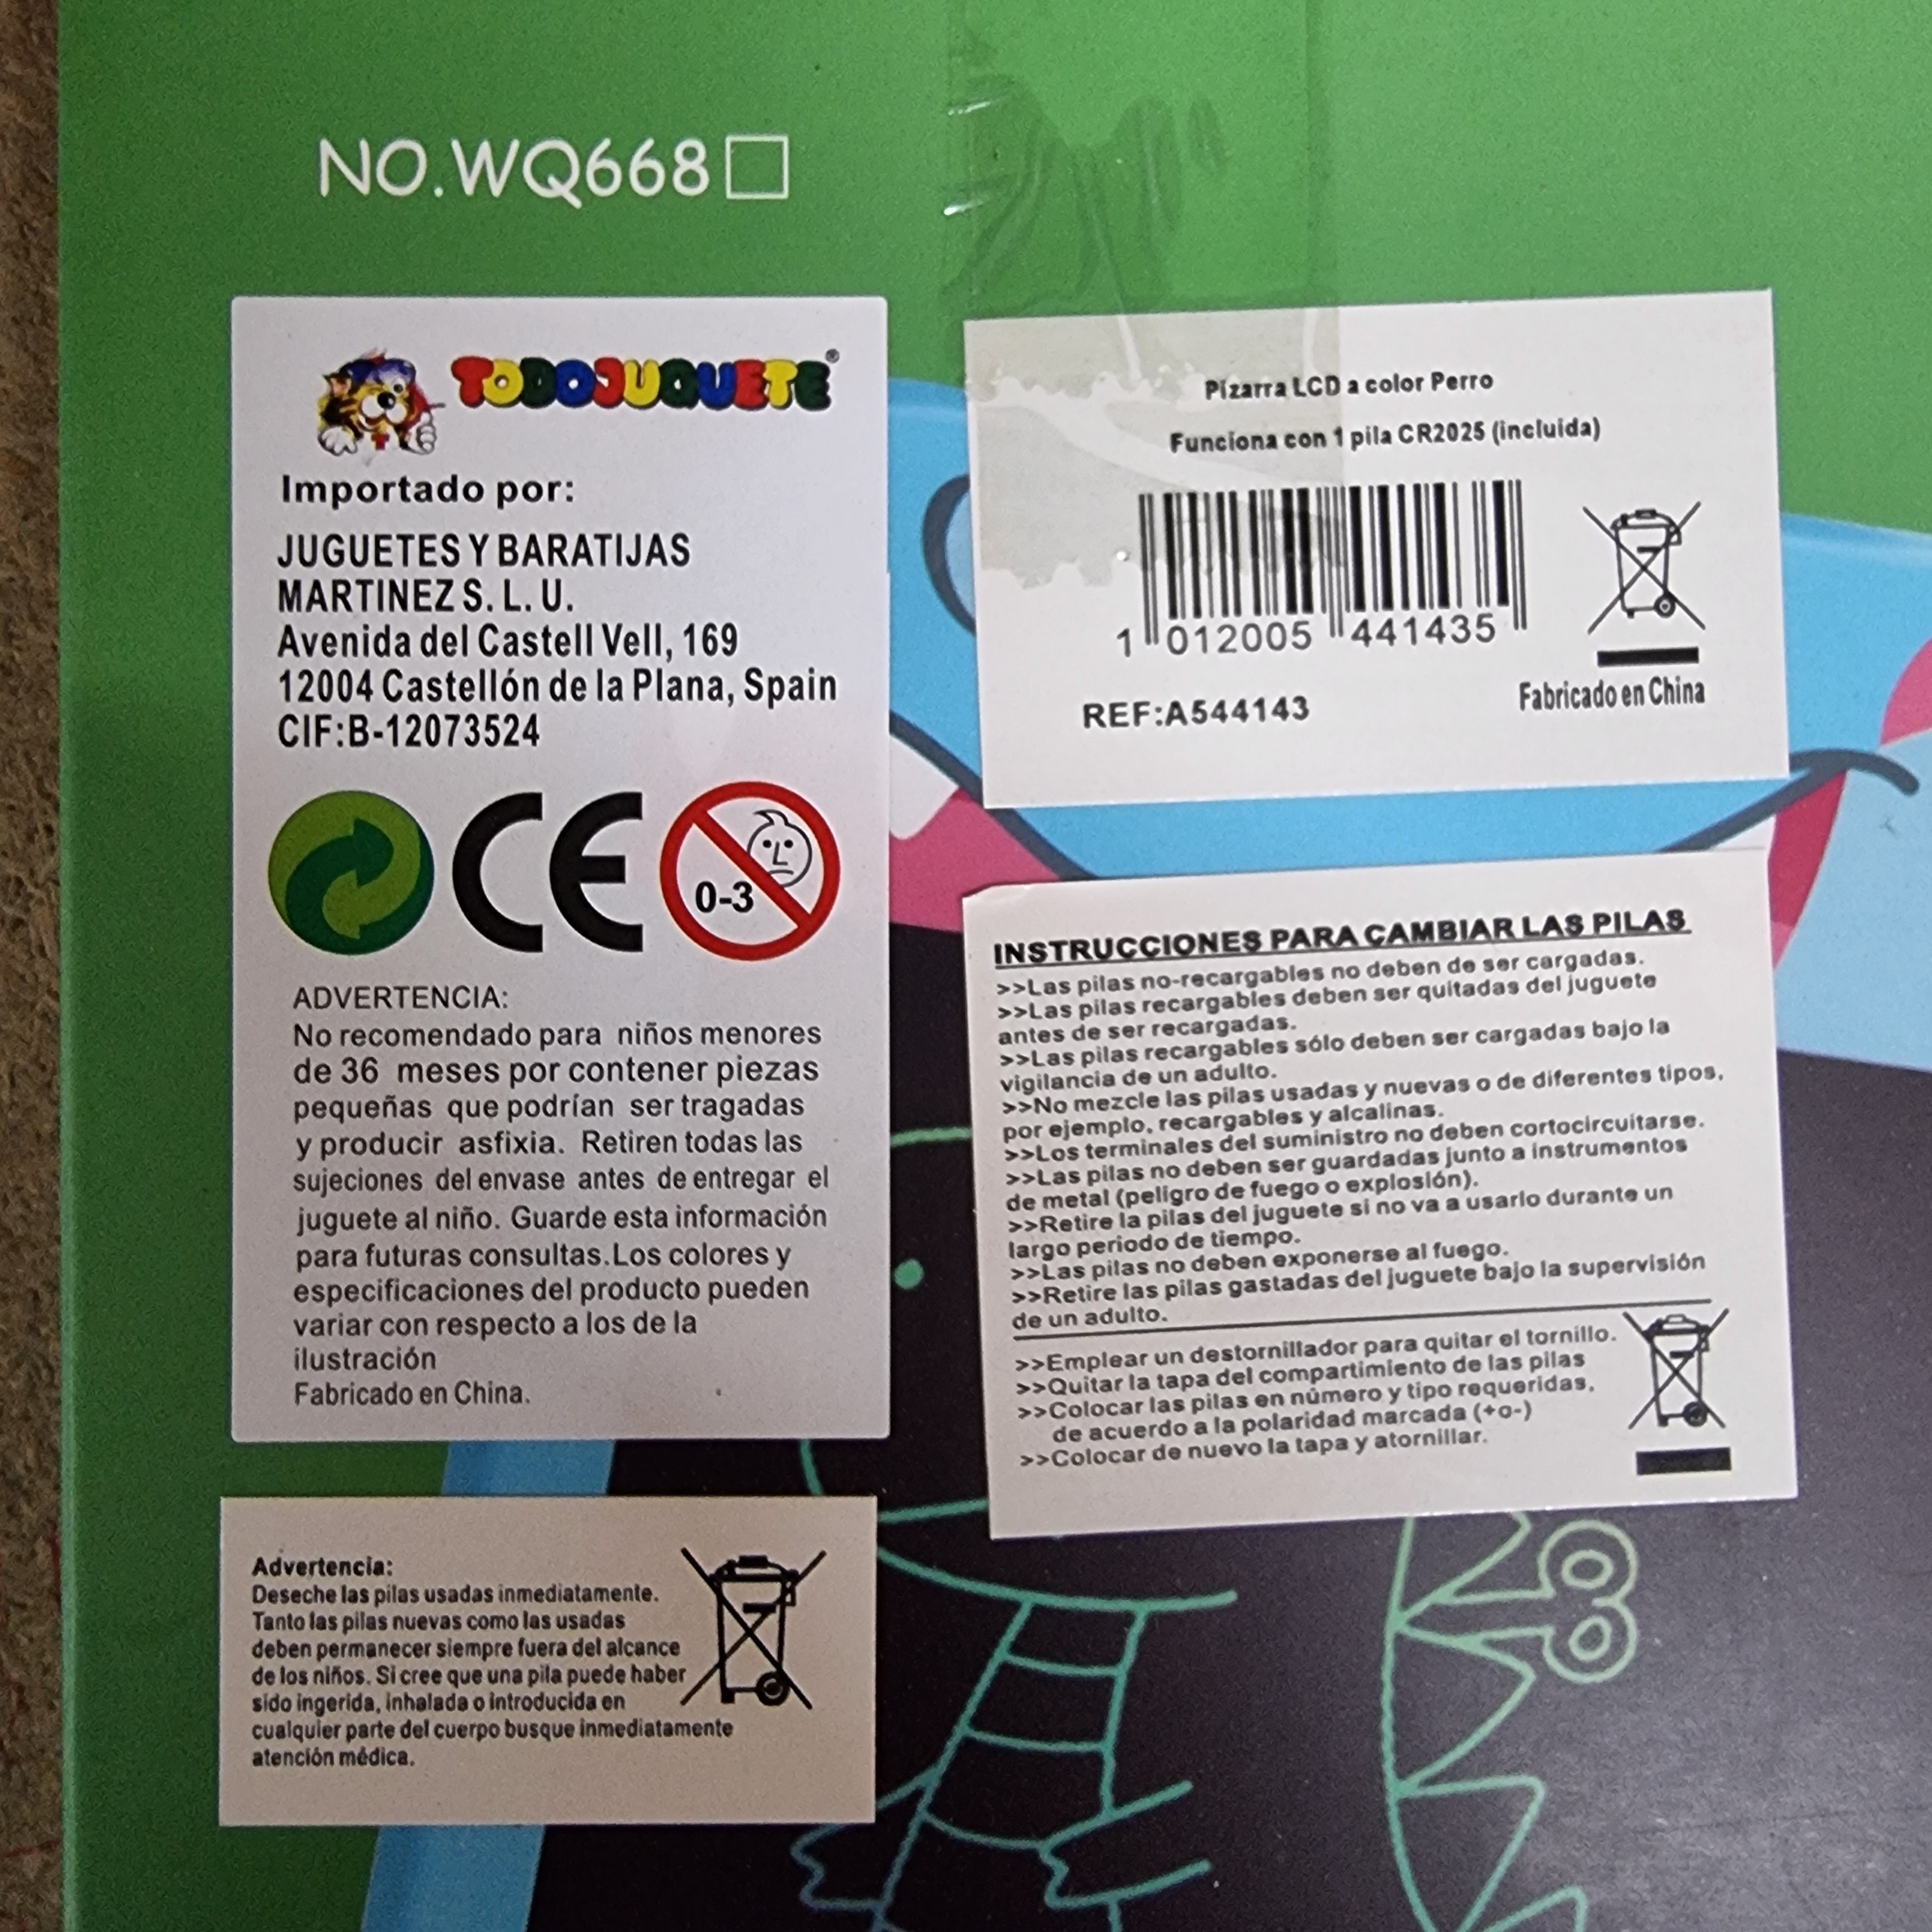 NO.WQ668□
TODOJUQUETE®
Importado por:
JUGUETES Y BARATIJAS
MARTINEZ S. L. U.
Avenida del Castell Vell, 169
12004 Castellón de la Plana, Spain
CIF:B-12073524
CE
0-3
ADVERTENCIA:
No recomendado para niños menores
de 36 meses por contener piezas
pequeñas que podrían ser tragadas
y producir asfixia. Retiren todas las
sujeciones del envase antes de entregar el
juguete al niño. Guarde esta información
para futuras consultas.Los colores y
especificaciones del producto pueden
variar con respecto a los de la
ilustración
Fabricado en China.
Advertencia:
Deseche las pilas usadas inmediatamente.
Tanto las pilas nuevas como las usadas
deben permanecer siempre fuera del alcance
de los niños. Si cree que una pila puede haber
sido ingerida, inhalada o introducida en
cualquier parte del cuerpo busque inmediatamente
atención médica.
Pizarra LCD a color Perro
Funciona con 1 pila CR2025 (incluida)
1 012005 441435
REF:A544143
Fabricado en China
INSTRUCCIONES PARA CAMBIAR LAS PILAS
>>Las pilas no-recargables no deben de ser cargadas.
>>Las pilas recargables deben ser quitadas del juguete
antes de ser recargadas.
>>Las pilas recargables sólo deben ser cargadas bajo la
vigilancia de un adulto.
>>No mezcle las pilas usadas y nuevas o de diferentes tipos,
por ejemplo, recargables y alcalinas.
>>Los terminales del suministro no deben cortocircuitarse.
>>Las pilas no deben ser guardadas junto a instrumentos
de metal (peligro de fuego o explosión).
>>Retire la pilas del juguete si no va a usarlo durante un
largo periodo de tiempo.
>>Las pilas no deben exponerse al fuego.
>>Retire las pilas gastadas del juguete bajo la supervisión
de un adulto.
>>Emplear un destornillador para quitar el tornillo.
>>Quitar la tapa del compartimiento de las pilas
>>Colocar las pilas en número y tipo requeridas,
de acuerdo a la polaridad marcada (+o-)
>>Colocar de nuevo la tapa y atornillar.